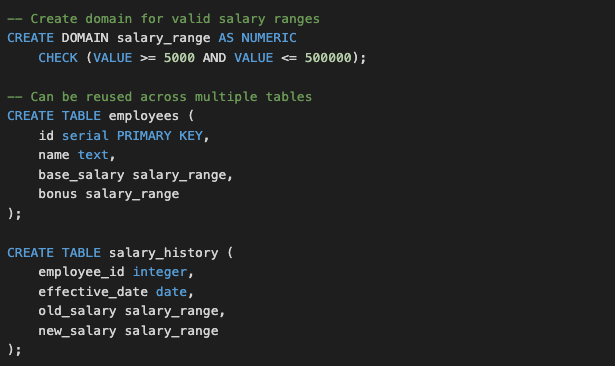 -- Create domain for valid salary ranges
CREATE DOMAIN salary_range AS NUMERIC
    CHECK (VALUE >= 5000 AND VALUE <= 500000);

-- Can be reused across multiple tables
CREATE TABLE employees (
    id serial PRIMARY KEY,
    name text,
    base_salary salary_range,
    bonus salary_range
);

CREATE TABLE salary_history (
    employee_id integer,
    effective_date date,
    old_salary salary_range,
    new_salary salary_range
);